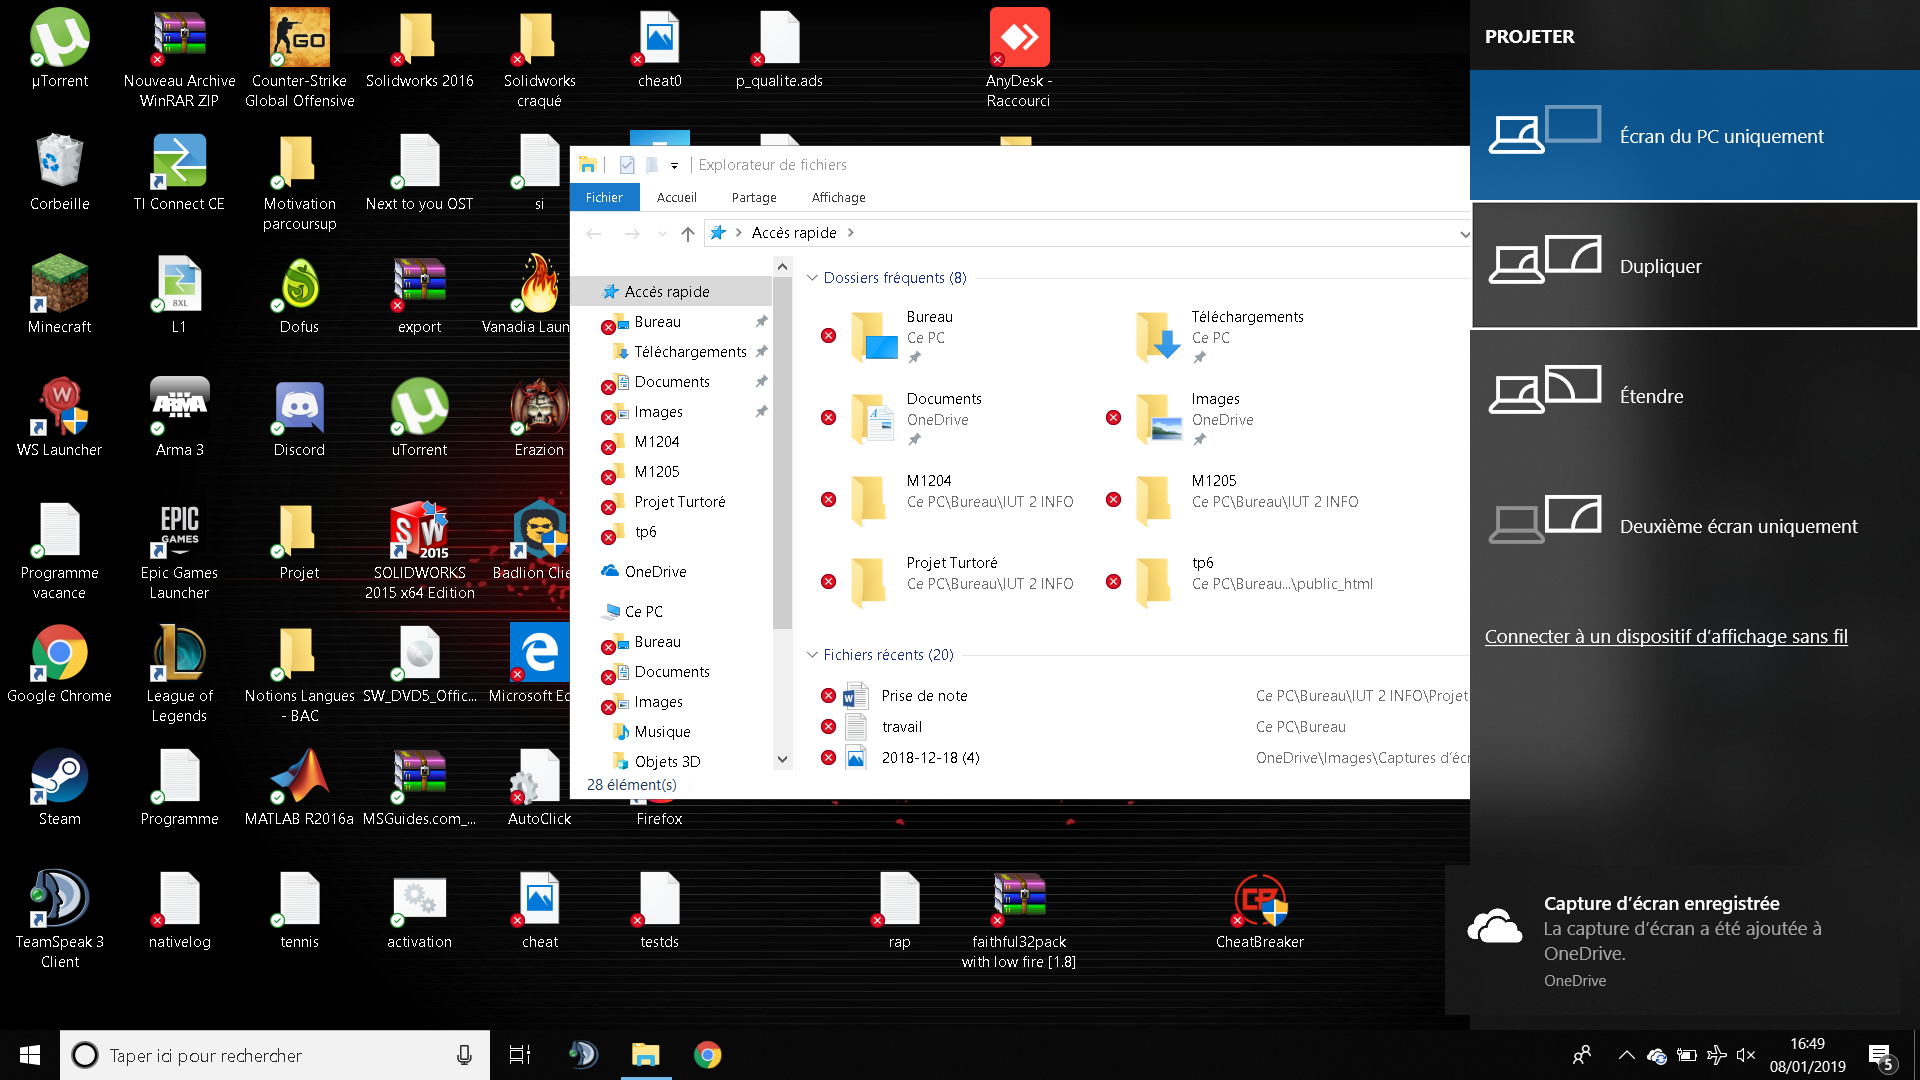 µTorrent
Nouveau Archive
WinRAR ZIP
GO
Counter-Strike
Global Offensive
Solidworks 2016
Solidworks
craqué
cheat0
p_qualite.ads
AnyDesk -
Raccourci
Corbeille
TI Connect CE
Motivation
parcoursup
Next to you OST
si
Minecraft
8XL
L1
Dofus
export
Vanadia Laun
WS Launcher
ARMA
Arma 3
Discord
uTorrent
Erazion
Programme
vacance
EPIC
GAMES
Epic Games
Launcher
Projet
SW
2015
SOLIDWORKS
2015 x64 Edition
Badlion Clie
Google Chrome
League of
Legends
Notions Langues
- BAC
SW_DVD5_Offic...
Microsoft Ed
Steam
Programme
MATLAB R2016a
MSGuides.com_...
AutoClick
Firefox
TeamSpeak 3
Client
nativelog
tennis
activation
cheat
testds
rap
faithful32pack
with low fire [1.8]
CheatBreaker
Explorateur de fichiers
Fichier
Accueil
Partage
Affichage
Accès rapide
Accès rapide
Bureau
Téléchargements
Documents
Images
M1204
M1205
Projet Turtoré
tp6
OneDrive
Ce PC
Bureau
Documents
Images
Musique
Objets 3D
Dossiers fréquents (8)
Bureau
Ce PC
Téléchargements
Ce PC
Documents
OneDrive
Images
OneDrive
M1204
Ce PC\Bureau\IUT 2 INFO
M1205
Ce PC\Bureau\IUT 2 INFO
Projet Turtoré
Ce PC\Bureau\IUT 2 INFO
tp6
Ce PC\Bureau...\public_html
Fichiers récents (20)
Prise de note
Ce PC\Bureau\IUT 2 INFO\Projet
travail
Ce PC\Bureau
2018-12-18 (4)
OneDrive\Images\Captures d’écr
28 élément(s)
PROJETER
Écran du PC uniquement
Dupliquer
Étendre
Deuxième écran uniquement
Connecter à un dispositif d’affichage sans fil
Capture d’écran enregistrée
La capture d’écran a été ajoutée à
OneDrive.
OneDrive
Taper ici pour rechercher
16:49
08/01/2019
5